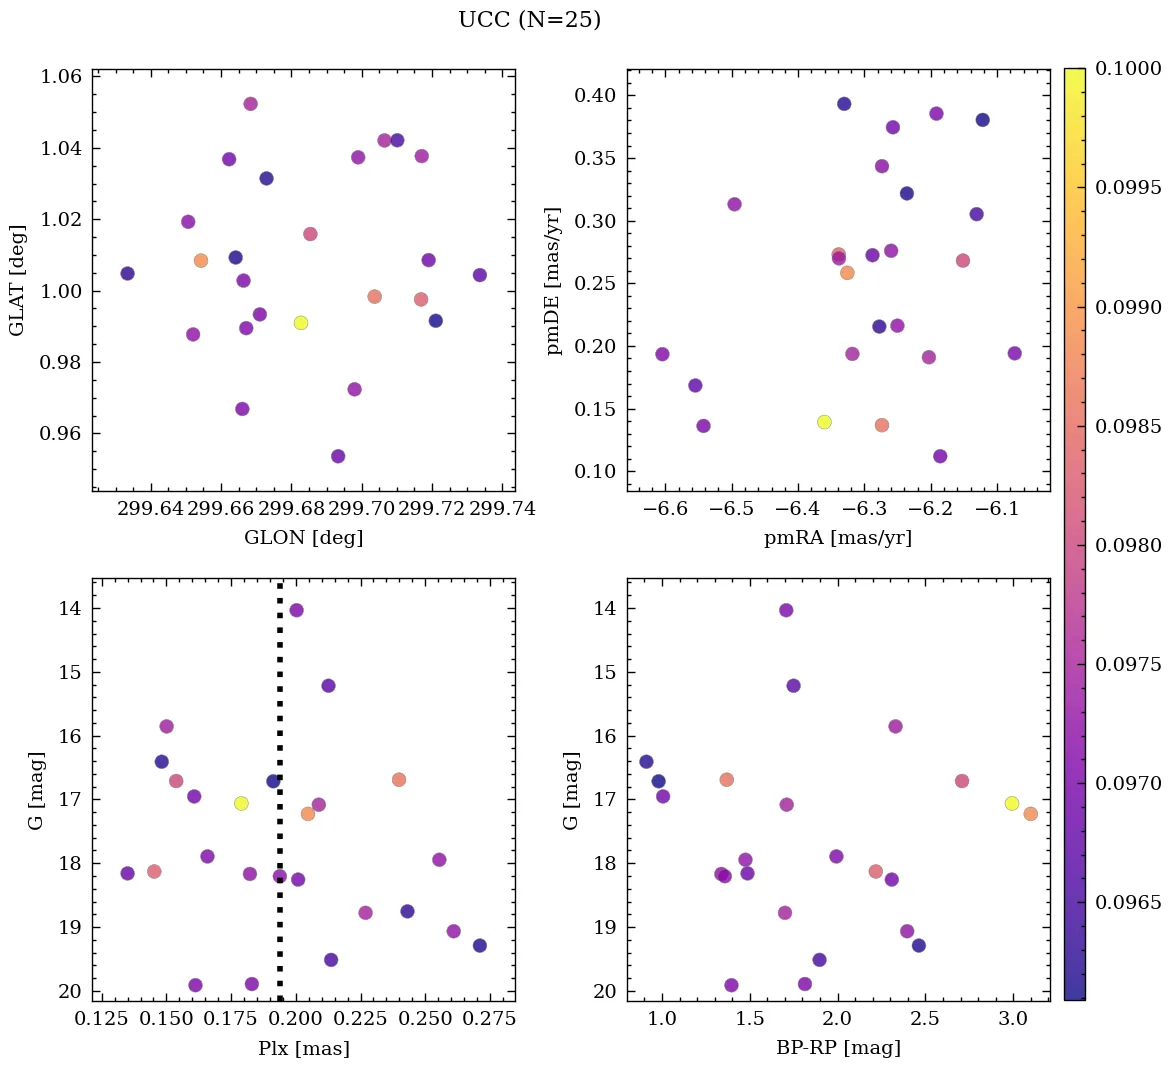 UCC (N=25)
1.06
1.04
1.02
1.00
0.98
0.96
GLAT [deg]
299.64 299.66 299.68 299.70 299.72 299.74
GLON [deg]
0.40
0.35
0.30
0.25
0.20
0.15
0.10
pmDE [mas/yr]
−6.6 −6.5 −6.4 −6.3 −6.2 −6.1
pmRA [mas/yr]
14
15
16
17
18
19
20
G [mag]
0.125 0.150 0.175 0.200 0.225 0.250 0.275
Plx [mas]
14
15
16
17
18
19
20
G [mag]
1.0 1.5 2.0 2.5 3.0
BP-RP [mag]
0.1000
0.0995
0.0990
0.0985
0.0980
0.0975
0.0970
0.0965